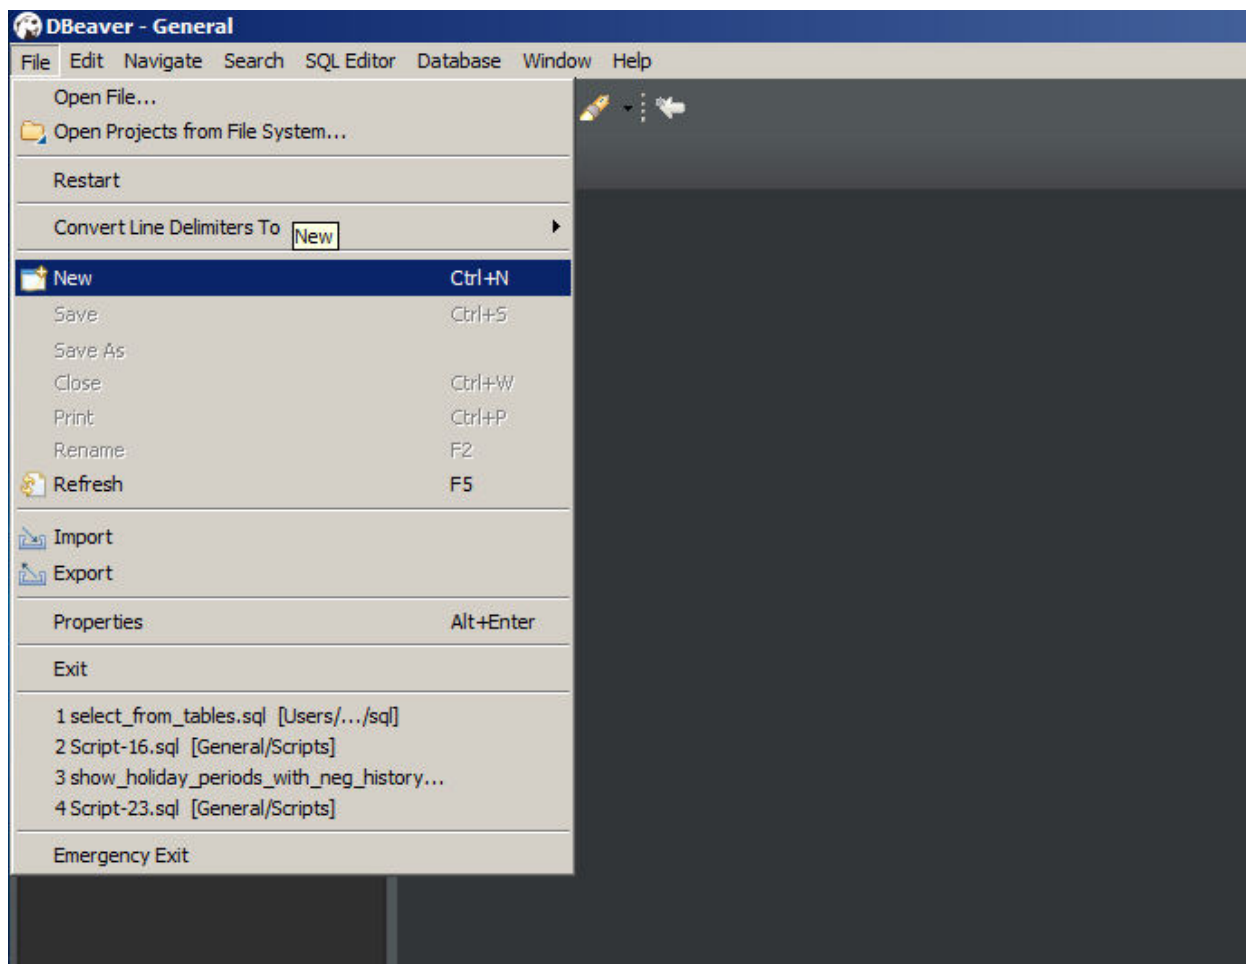 DBeaver - General
File Edit Navigate Search SQL Editor Database Window Help
Open File...
Open Projects from File System...
Restart
Convert Line Delimiters To
New
New Ctrl+N
Save Ctrl+S
Save As
Close Ctrl+W
Print Ctrl+P
Rename F2
Refresh F5
Import
Export
Properties Alt+Enter
Exit
1 select_from_tables.sql [Users/.../sql]
2 Script-16.sql [General/Scripts]
3 show_holiday_periods_with_neg_history...
4 Script-23.sql [General/Scripts]
Emergency Exit